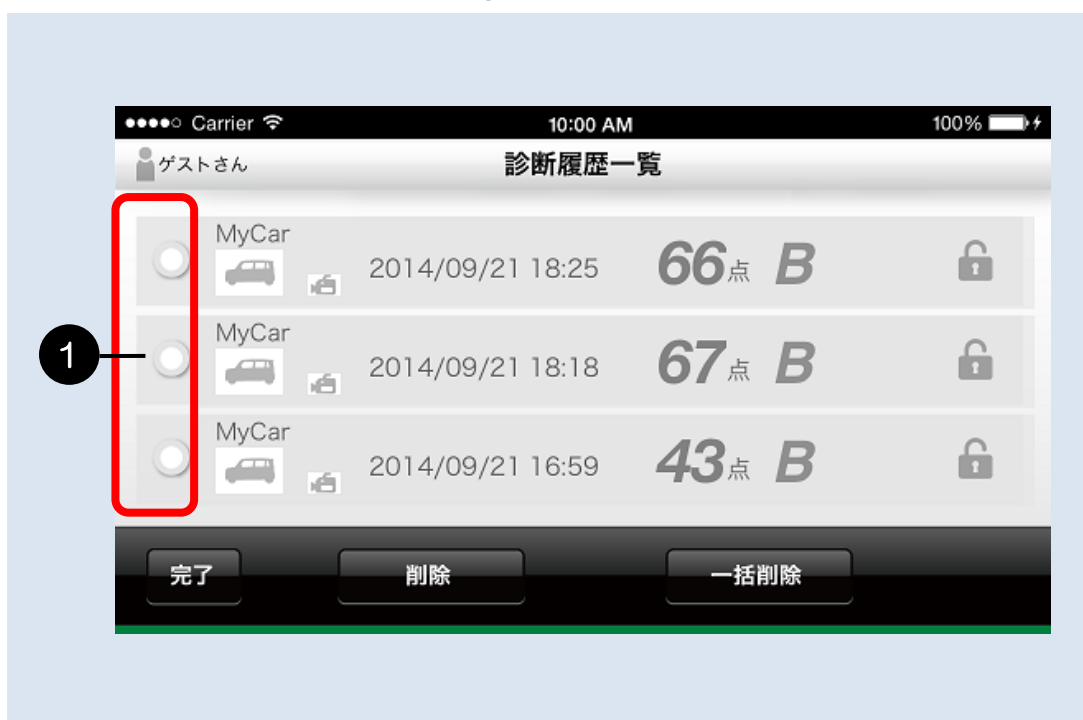 Carrier 10:00 AM 100%
ゲストさん 診断履歴一覧
MyCar
2014/09/21 18:25 66点 B
1
MyCar
2014/09/21 18:18 67点 B
MyCar
2014/09/21 16:59 43点 B
完了 削除 一括削除